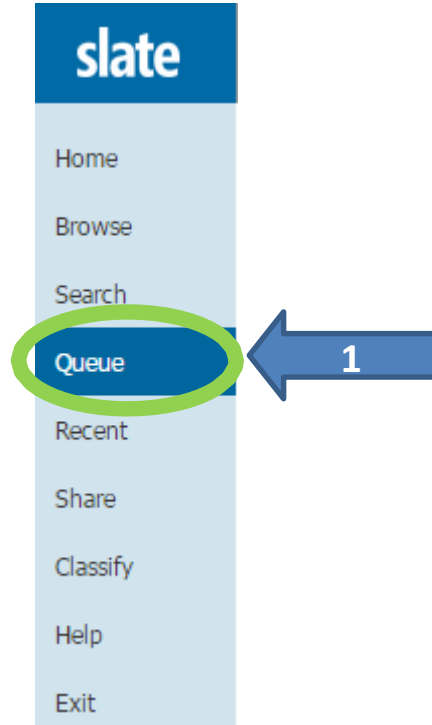 slate
Home
Browse
Search
Queue
1
Recent
Share
Classify
Help
Exit